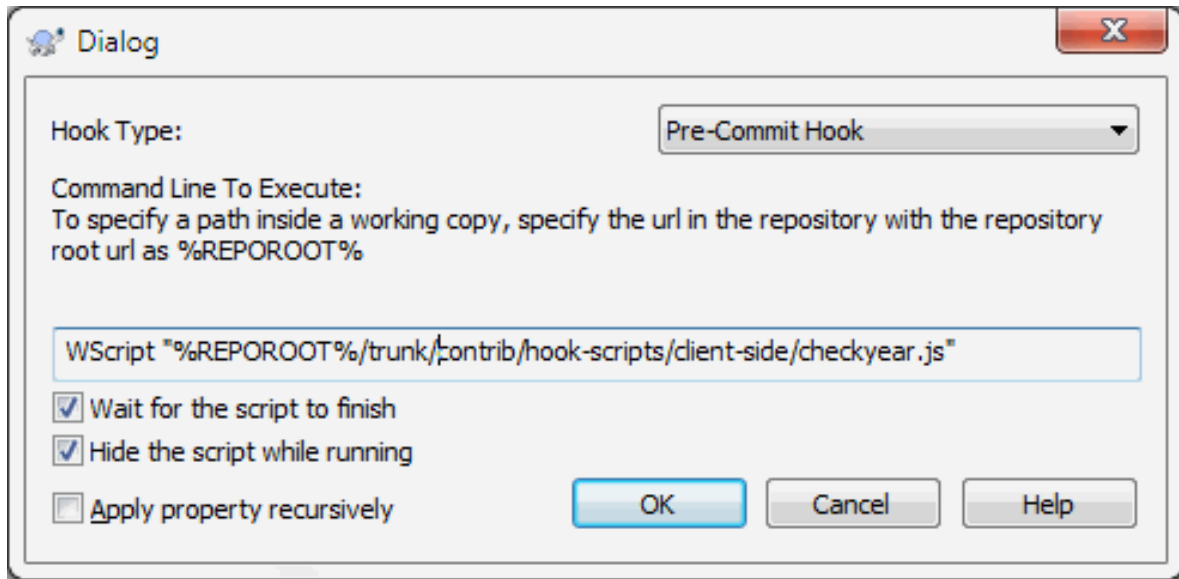 Dialog
Hook Type:
Pre-Commit Hook
Command Line To Execute:
To specify a path inside a working copy, specify the url in the repository with the repository
root url as %REPOROOT%
WScript "%REPOROOT%/trunk/contrib/hook-scripts/client-side/checkyear.js"
Wait for the script to finish
Hide the script while running
Apply property recursively
OK
Cancel
Help